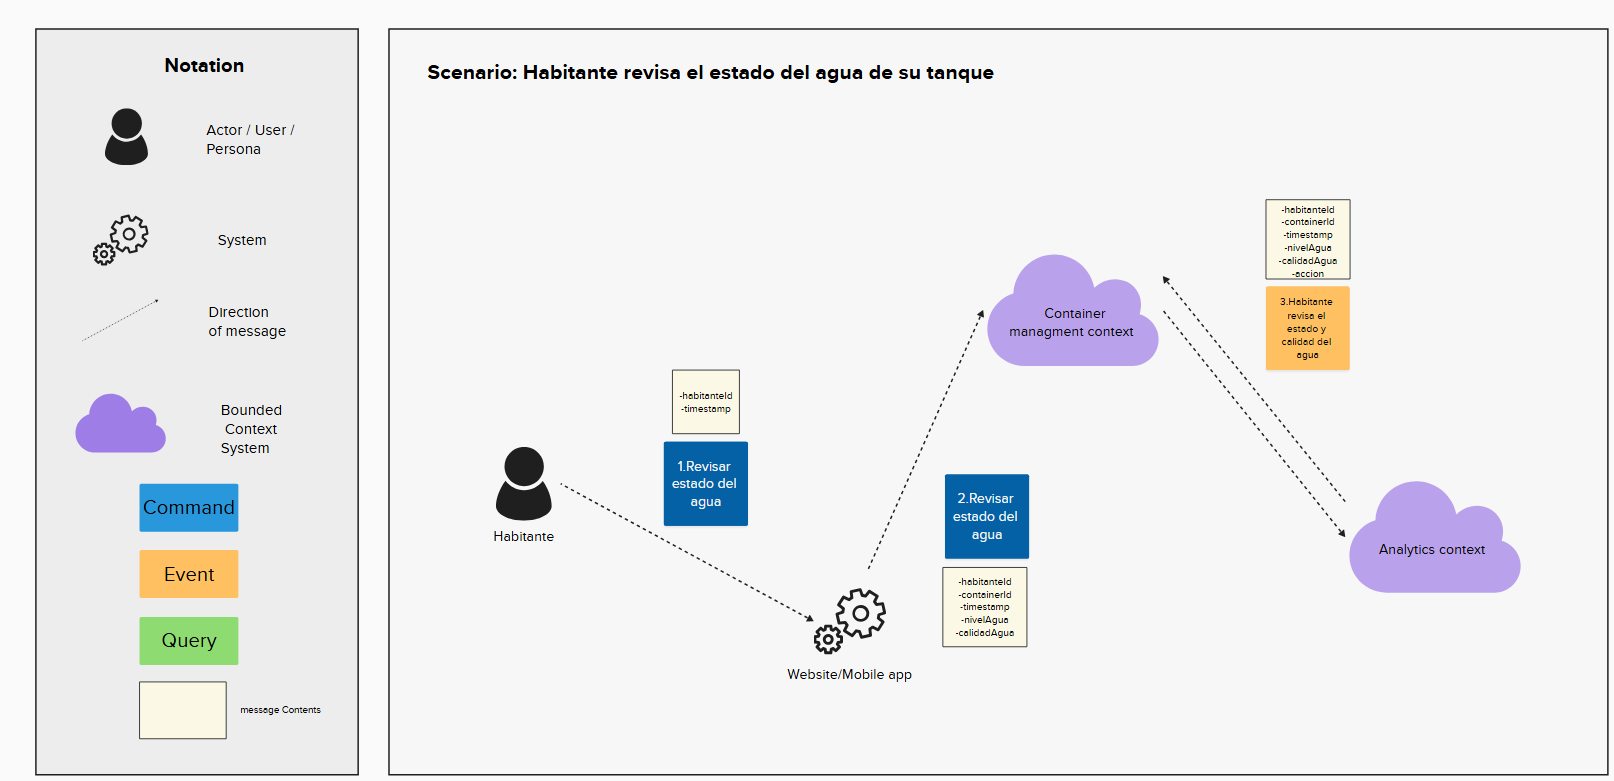 Notation
Actor / User /
Persona
System
Direction
of message
Bounded
Context
System
Command
Event
Query
message Contents
Scenario: Habitante revisa el estado del agua de su tanque
-habitanteId
-timestamp
1.Revisar
estado del
agua
Habitante
Website/Mobile app
2.Revisar
estado del
agua
-habitanteId
-containerId
-timestamp
-nivelAgua
-calidadAgua
Container
managment context
-habitanteId
-containerId
-timestamp
-nivelAgua
-calidadAgua
-accion
3.Habitante
revisa el
estado y
calidad del
agua
Analytics context